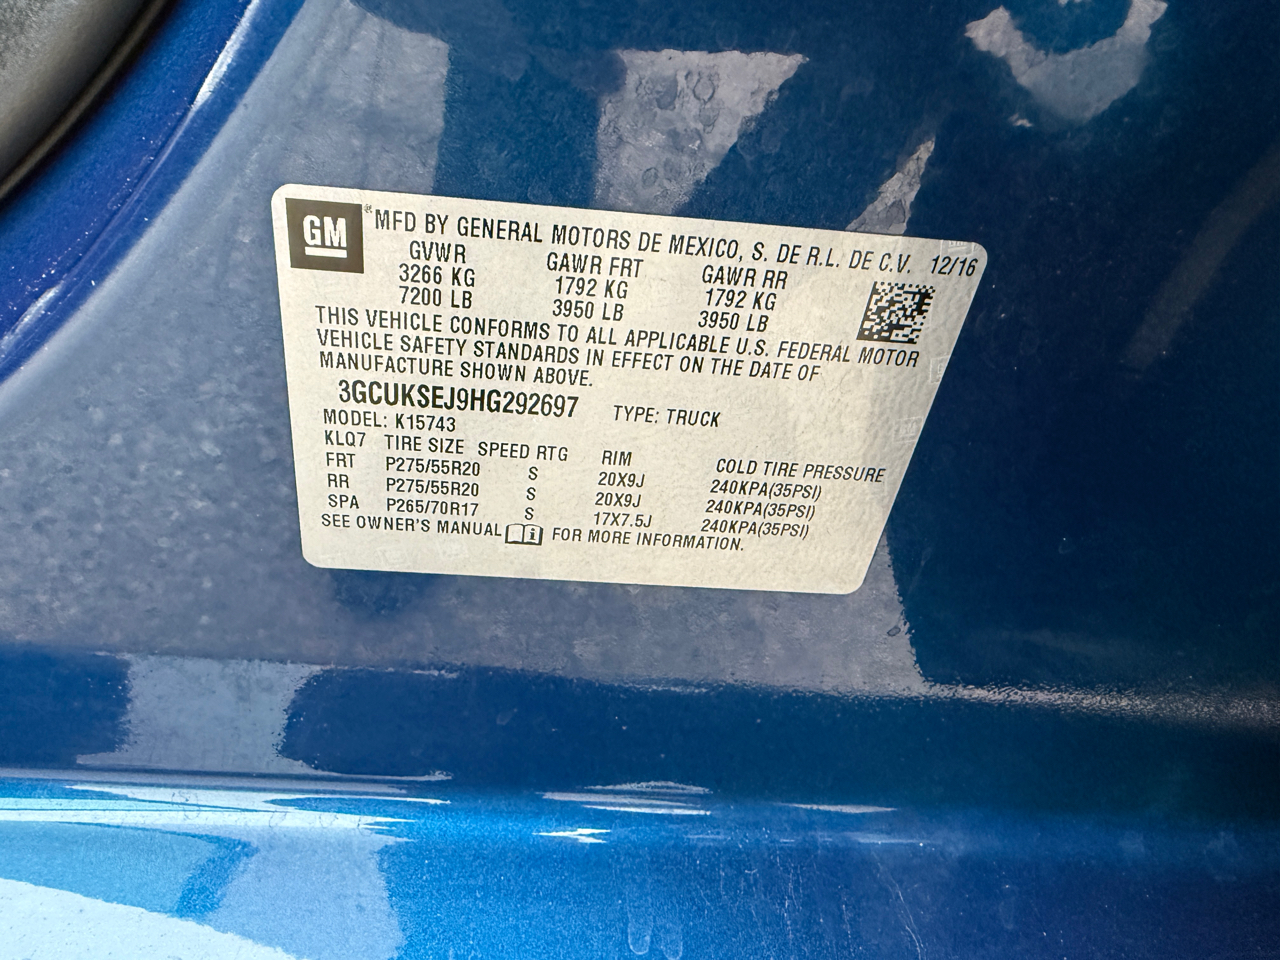 GM
MFD BY GENERAL MOTORS DE MEXICO, S. DE R.L. DE C.V. 12/16
GVWR GAWR FRT GAWR RR
3266 KG 1792 KG 1792 KG
7200 LB 3950 LB 3950 LB
THIS VEHICLE CONFORMS TO ALL APPLICABLE U.S. FEDERAL MOTOR
VEHICLE SAFETY STANDARDS IN EFFECT ON THE DATE OF
MANUFACTURE SHOWN ABOVE.
3GCUKSEJ9HG292697 TYPE: TRUCK
MODEL: K15743
KLQ7 TIRE SIZE SPEED RTG RIM COLD TIRE PRESSURE
FRT P275/55R20 S 20X9J 240KPA(35PSI)
RR P275/55R20 S 20X9J 240KPA(35PSI)
SPA P265/70R17 S 17X7.5J 240KPA(35PSI)
SEE OWNER'S MANUAL FOR MORE INFORMATION.